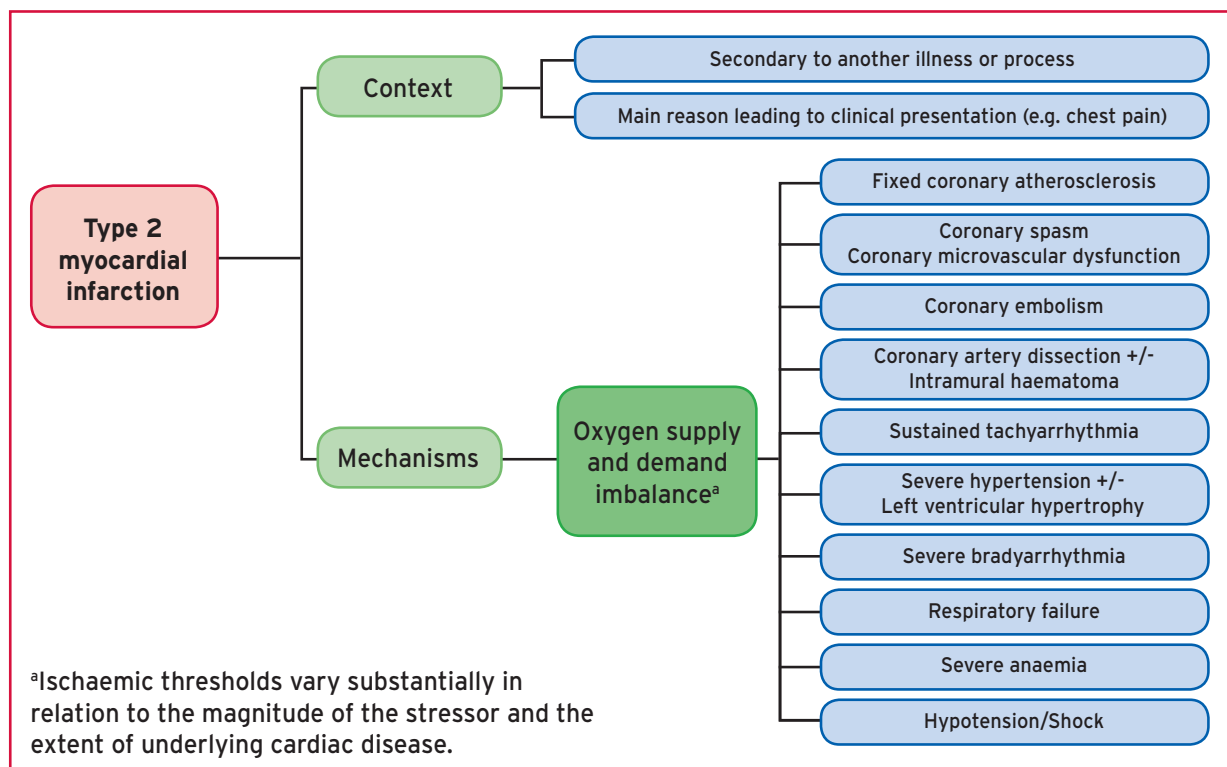 Type 2
myocardial
infarction
Context
Secondary to another illness or process
Main reason leading to clinical presentation (e.g. chest pain)
Mechanisms
Oxygen supply
and demand
imbalanceᵃ
Fixed coronary atherosclerosis
Coronary spasm
Coronary microvascular dysfunction
Coronary embolism
Coronary artery dissection +/-
Intramural haematoma
Sustained tachyarrhythmia
Severe hypertension +/-
Left ventricular hypertrophy
Severe bradyarrhythmia
Respiratory failure
Severe anaemia
Hypotension/Shock
ᵃIschaemic thresholds vary substantially in
relation to the magnitude of the stressor and the
extent of underlying cardiac disease.